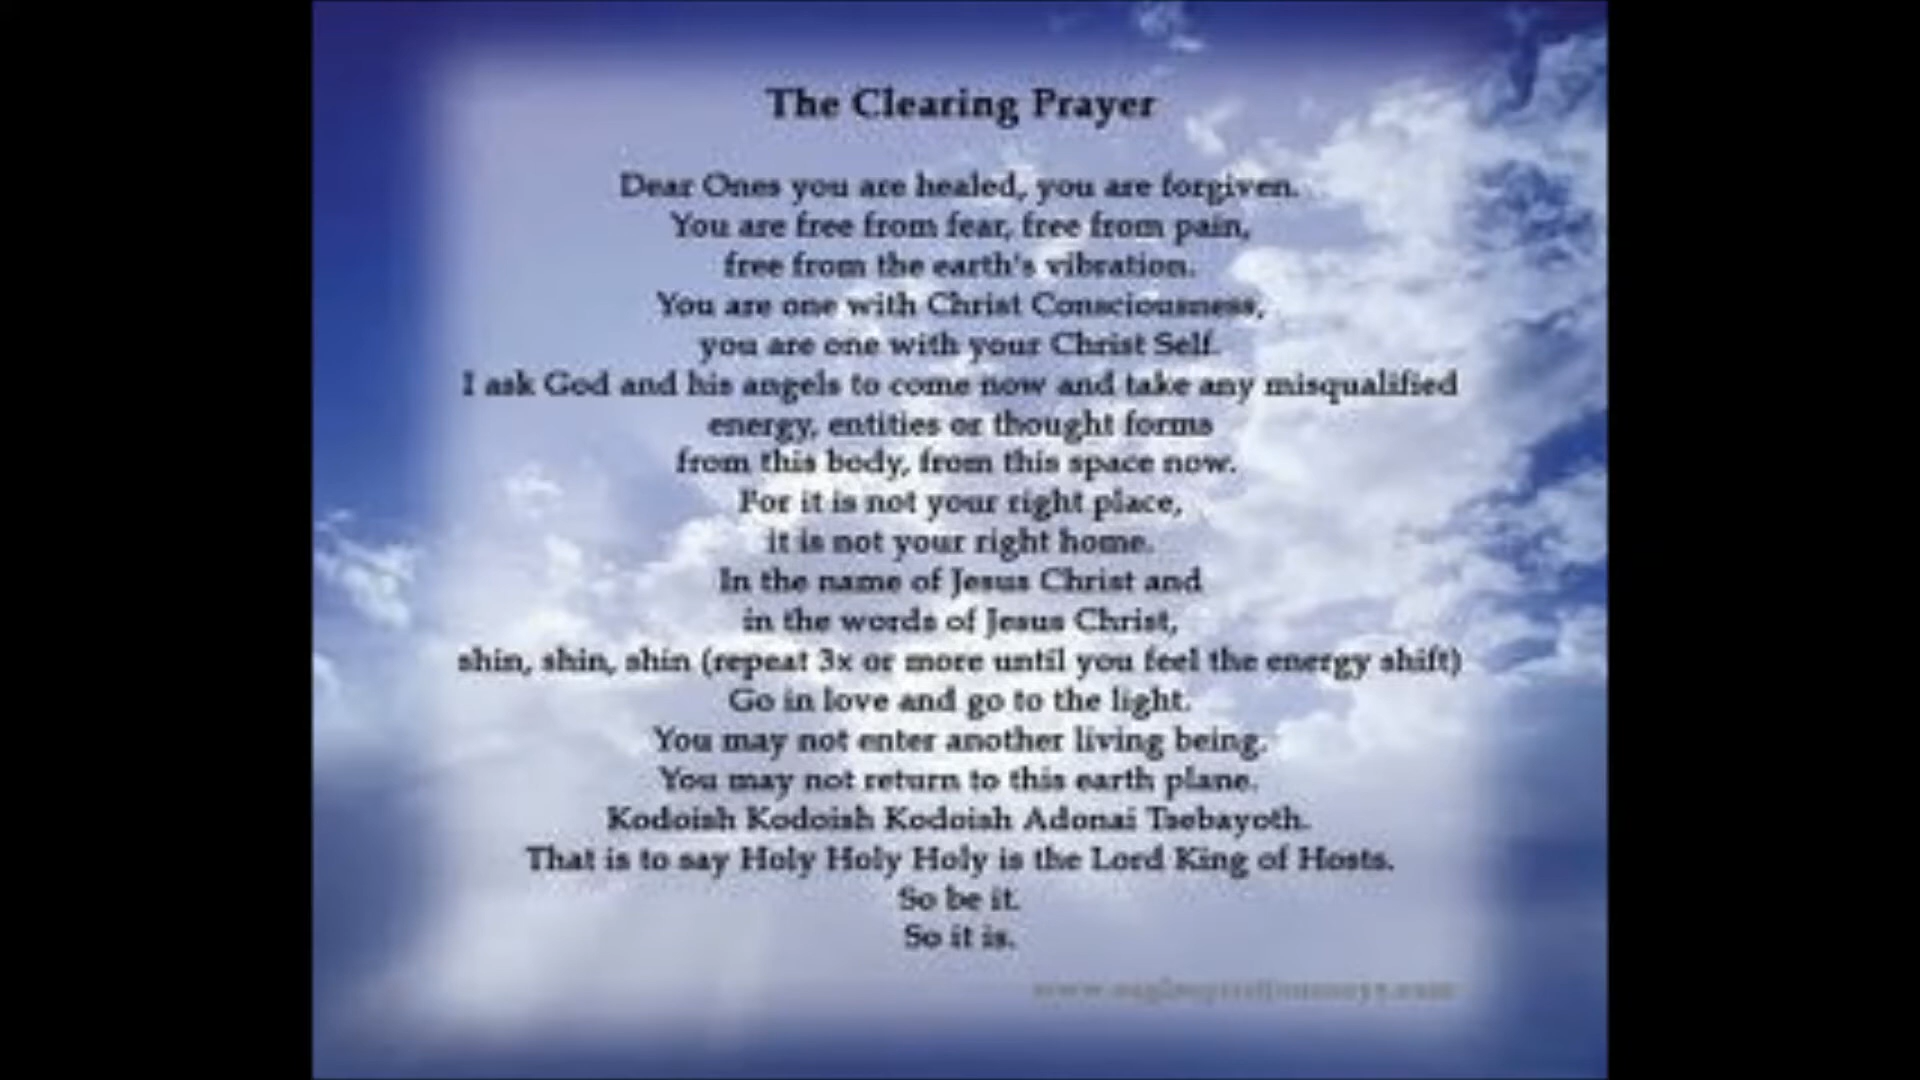 The Clearing Prayer
Dear Ones you are healed, you are forgiven.
You are free from fear, free from pain,
free from the earth's vibration.
You are one with Christ Consciousness,
you are one with your Christ Self.
I ask God and his angels to come now and take any misqualified
energy, entities or thought forms
from this body, from this space now.
For it is not your right place,
it is not your right home.
In the name of Jesus Christ and
in the words of Jesus Christ,
shin, shin, shin (repeat 3x or more until you feel the energy shift)
Go in love and go to the light.
You may not enter another living being.
You may not return to this earth plane.
Kodoish Kodoish Kodoish Adonai Tsebayoth.
That is to say Holy Holy Holy is the Lord King of Hosts.
So be it.
So it is.